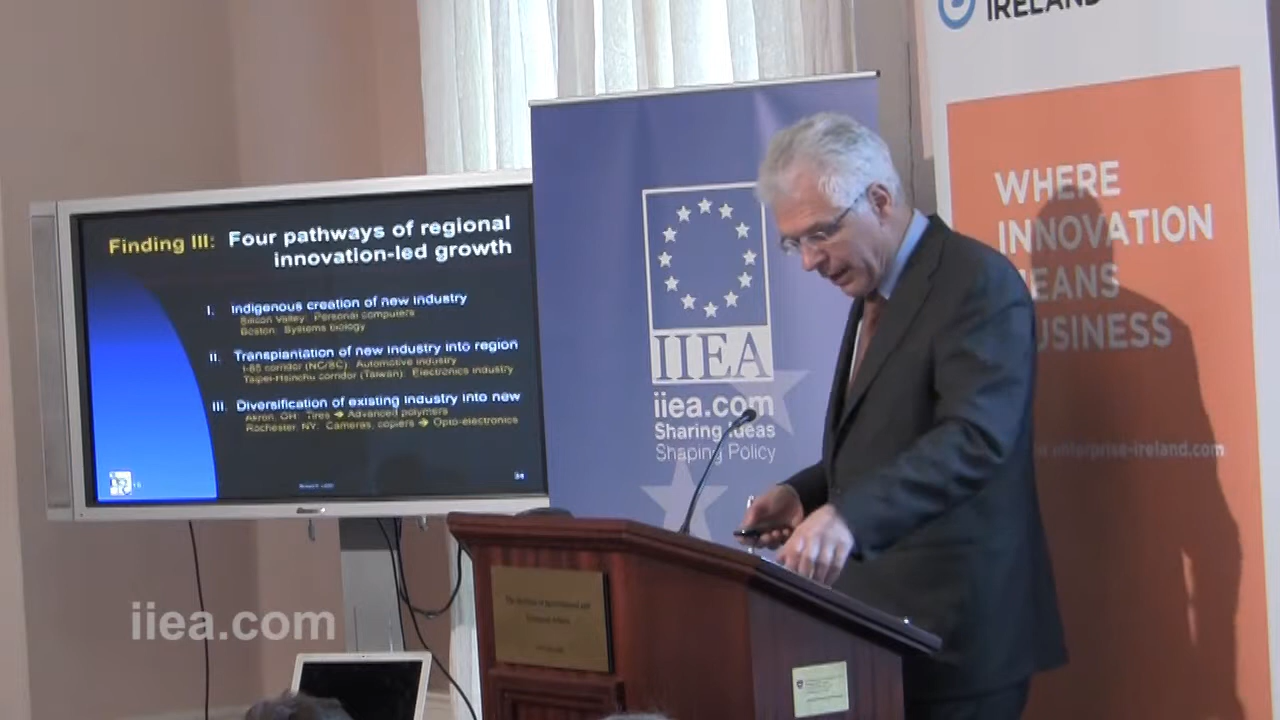 Finding III: Four pathways of regional
innovation-led growth
I. Indigenous creation of new industry
Silicon Valley: Personal computers
Boston: Systems biology
II. Transplantation of new industry into region
I-85 corridor (NC/SC): Automotive industry
Taipei-Hsinchu corridor (Taiwan): Electronics industry
III. Diversification of existing industry into new
Akron, OH: Tires → Advanced polymers
Rochester, NY: Cameras, copiers → Opto-electronics
34
IIEA
iiea.com
Sharing Ideas
Shaping Policy
IRELAND
WHERE
INNOVATION
MEANS
BUSINESS
enterprise-ireland.com
iiea.com